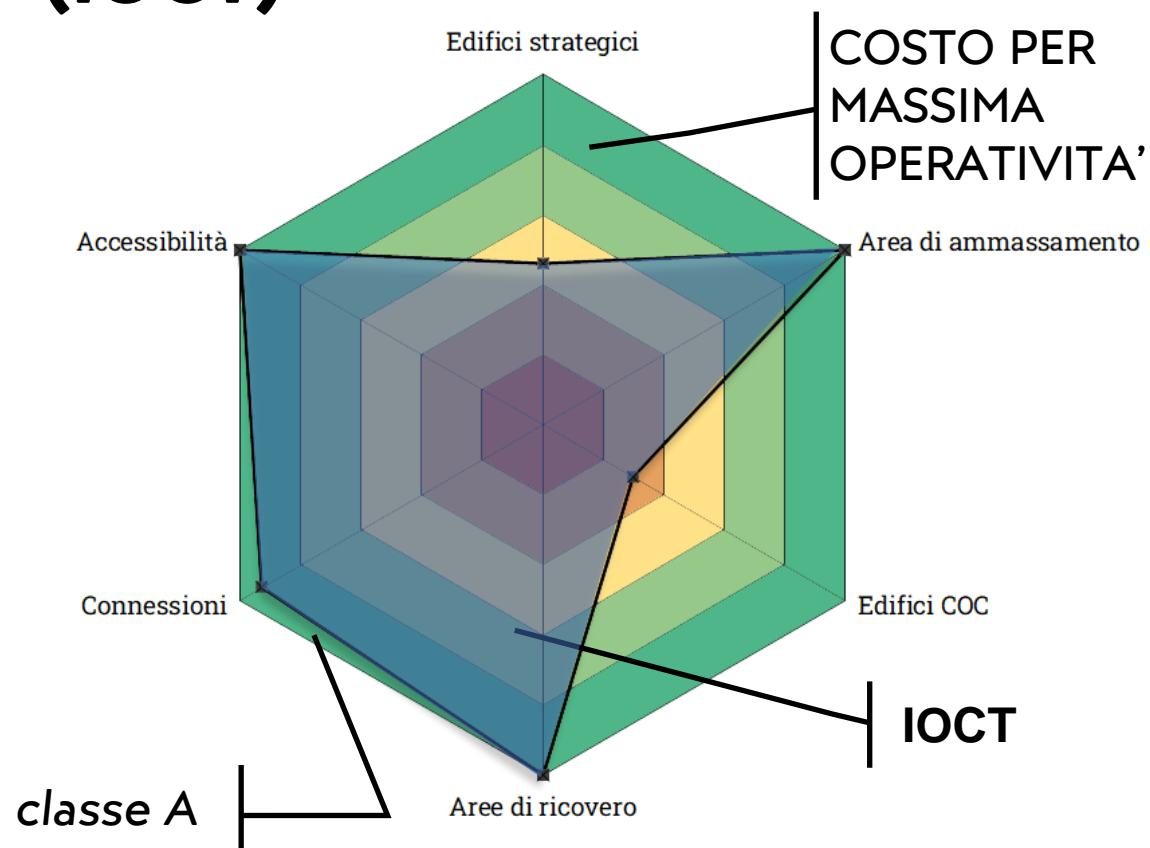 Edifici strategici
COSTO PER
MASSIMA
OPERATIVITA’
Accessibilità
Area di ammassamento
Connessioni
Edifici COC
IOCT
classe A
Aree di ricovero